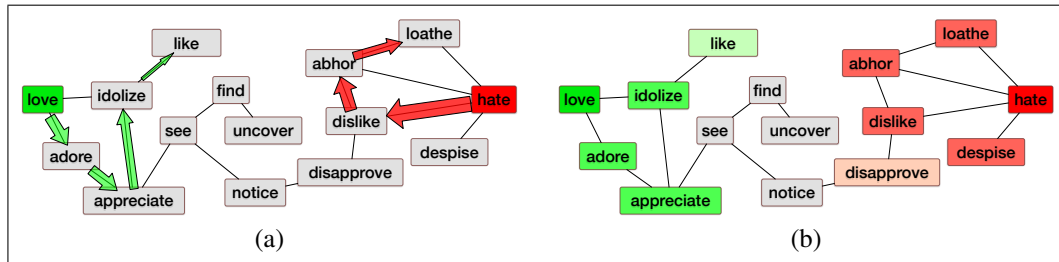 like
loathe
abhor
find
love
idolize
hate
dislike
see
uncover
adore
despise
disapprove
notice
appreciate
(a)
like
loathe
abhor
find
love
idolize
hate
dislike
see
uncover
adore
despise
disapprove
notice
appreciate
(b)